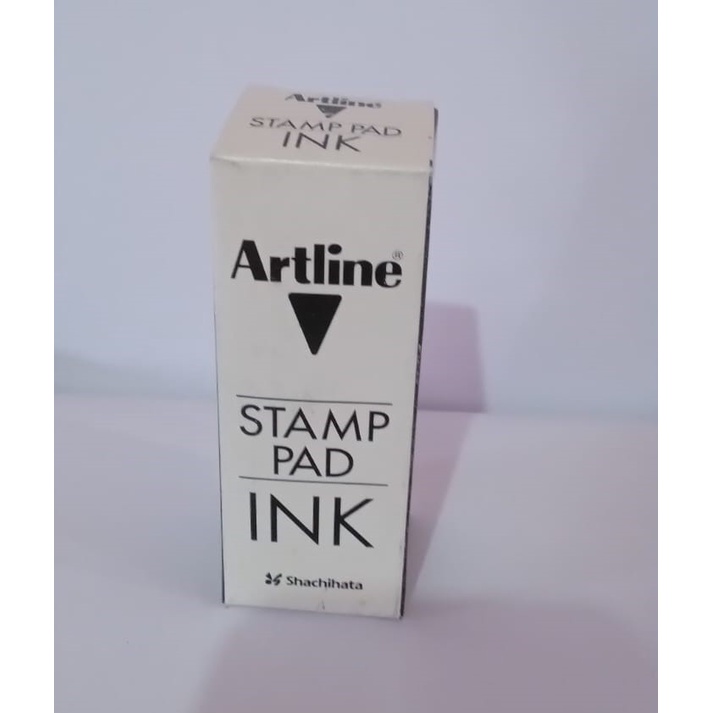 Artline
STAMP PAD
INK
Artline®
STAMP
PAD
INK
Shachihata